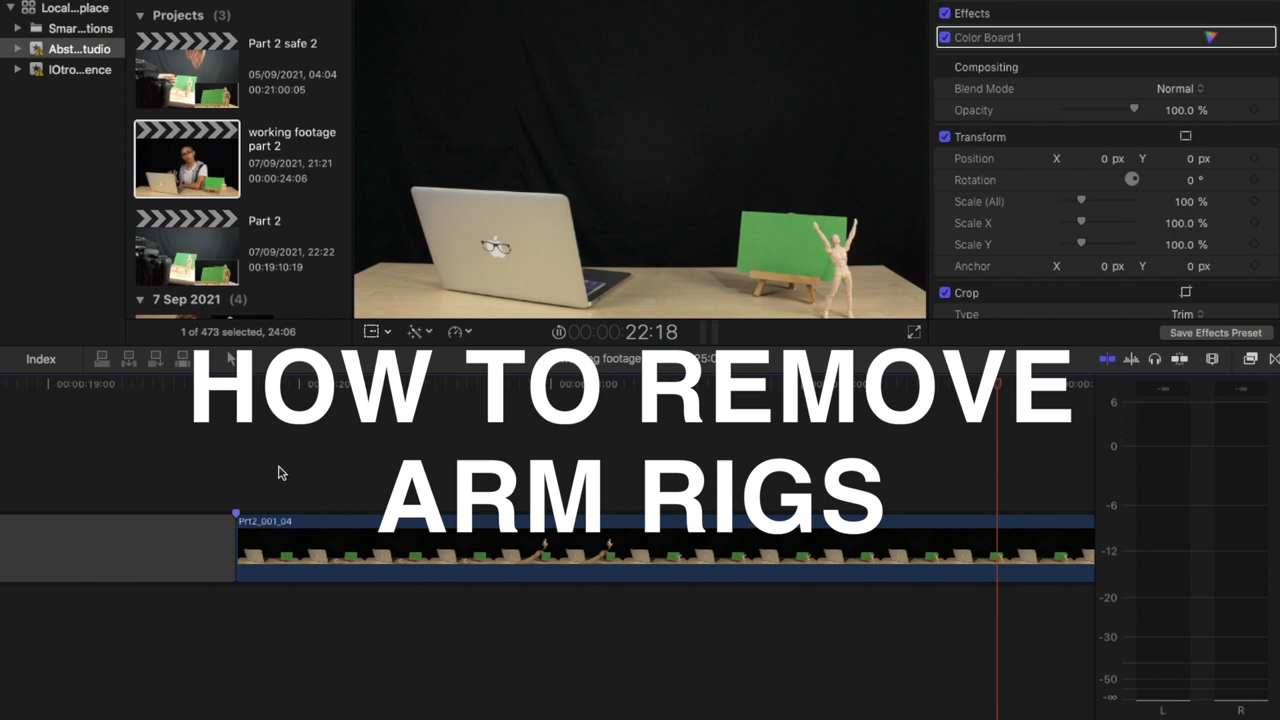 Local...place
Smar...tions
Abst...tudio
IOtro...ence
Projects (3)
Part 2 safe 2
05/09/2021, 04:04
00:21:00:05
working footage
part 2
07/09/2021, 21:21
00:00:24:06
Part 2
07/09/2021, 22:22
00:19:10:19
7 Sep 2021 (4)
1 of 473 selected, 24:06
00:00:00:22:18
Effects
Color Board 1
Compositing
Blend Mode Normal
Opacity 100.0 %
Transform
Position X 0 px Y 0 px
Rotation 0 °
Scale (All) 100 %
Scale X 100.0 %
Scale Y 100.0 %
Anchor X 0 px Y 0 px
Crop
Type Trim
Save Effects Preset
Index
00:00:19:00
HOW TO REMOVE
ARM RIGS
Prt2_001_04
-∞ -∞
6
0
-6
-12
-20
-30
-50
-∞
L R